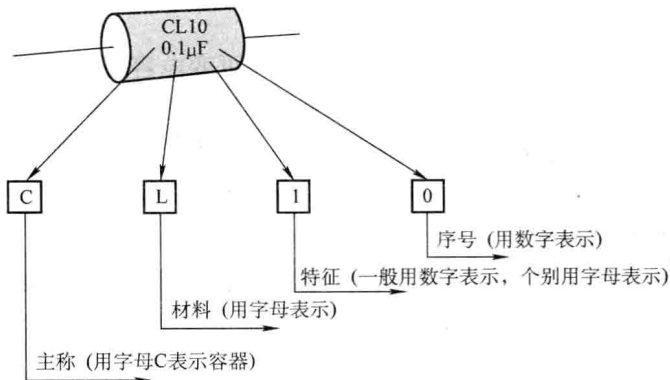 CL10
0.1μF
C
L
1
0
序号 (用数字表示)
特征 (一般用数字表示，个别用字母表示)
材料 (用字母表示)
主称 (用字母C表示容器)